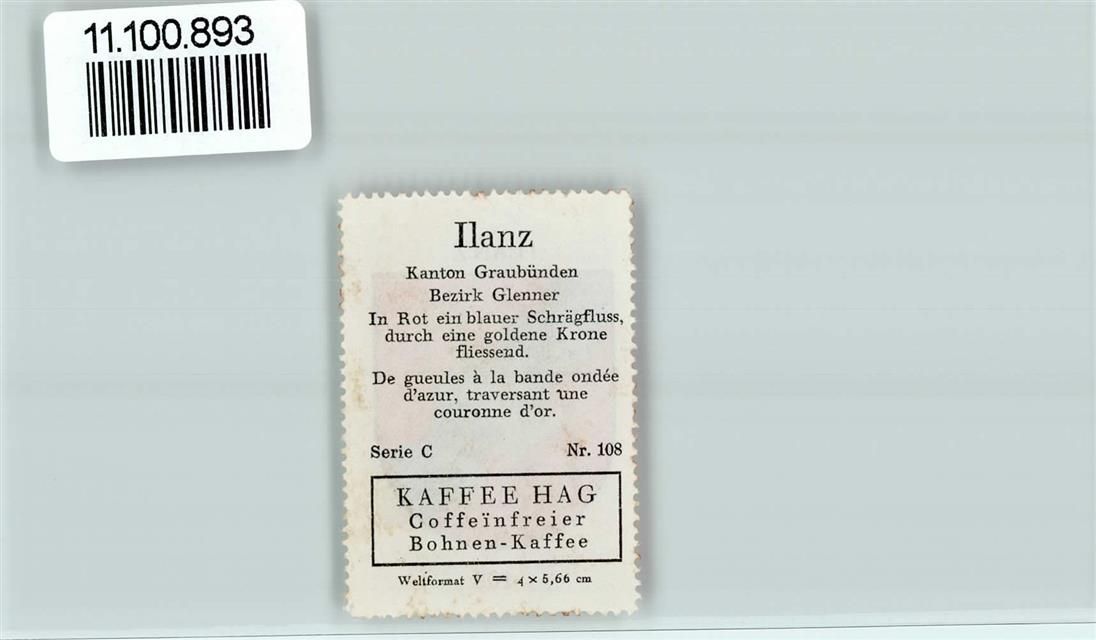 11.100.893
Ilanz
Kanton Graubünden
Bezirk Glenner
In Rot ein blauer Schrägfluss,
durch eine goldene Krone
fliessend.
De gueules à la bande ondée
d'azur, traversant une
couronne d'or.
Serie C Nr. 108
KAFFEE HAG
Coffeïnfreier
Bohnen-Kaffee
Weltformat V = 4 × 5,66 cm